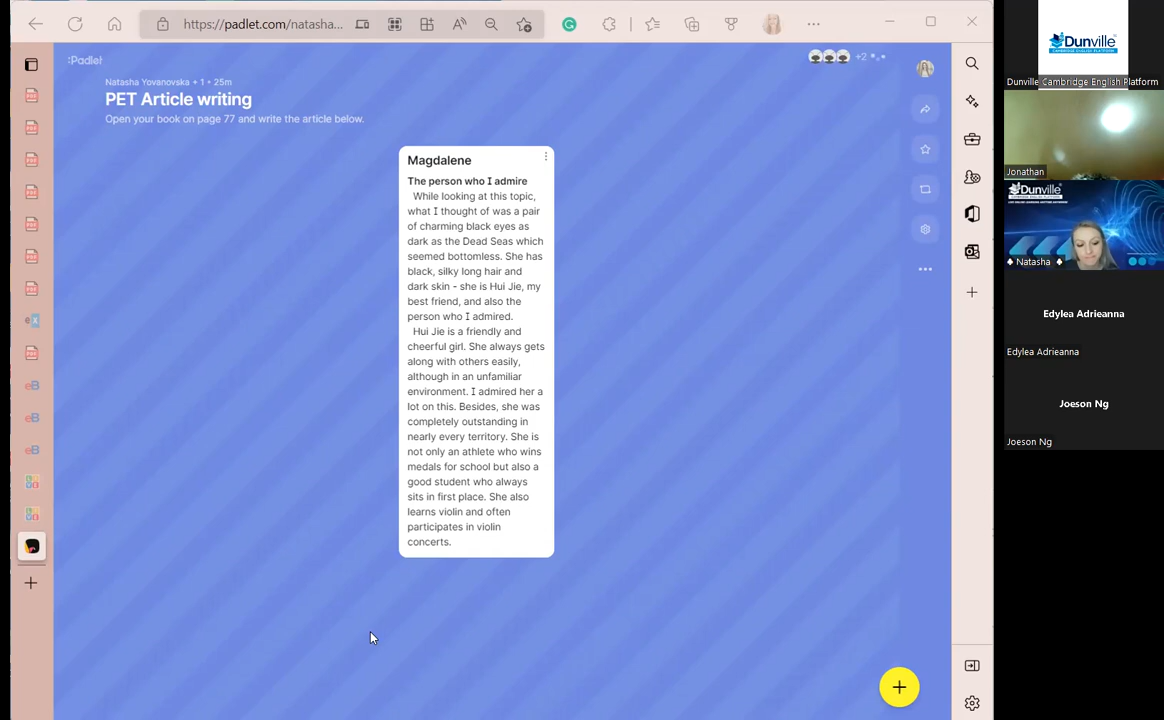 https://padlet.com/natasha...
:Padlet
+2
Natasha Yovanovska + 1 • 25m
PET Article writing
Open your book on page 77 and write the article below.
Magdalene
The person who I admire
While looking at this topic,
what I thought of was a pair
of charming black eyes as
dark as the Dead Seas which
seemed bottomless. She has
black, silky long hair and
dark skin - she is Hui Jie, my
best friend, and also the
person who I admired.
Hui Jie is a friendly and
cheerful girl. She always gets
along with others easily,
although in an unfamiliar
environment. I admired her a
lot on this. Besides, she was
completely outstanding in
nearly every territory. She is
not only an athlete who wins
medals for school but also a
good student who always
sits in first place. She also
learns violin and often
participates in violin
concerts.
Dunville
CAMBRIDGE ENGLISH PLATFORM
Dunville Cambridge English Platform
Jonathan
Dunville
Natasha
Edylea Adrieanna
Edylea Adrieanna
Joeson Ng
Joeson Ng